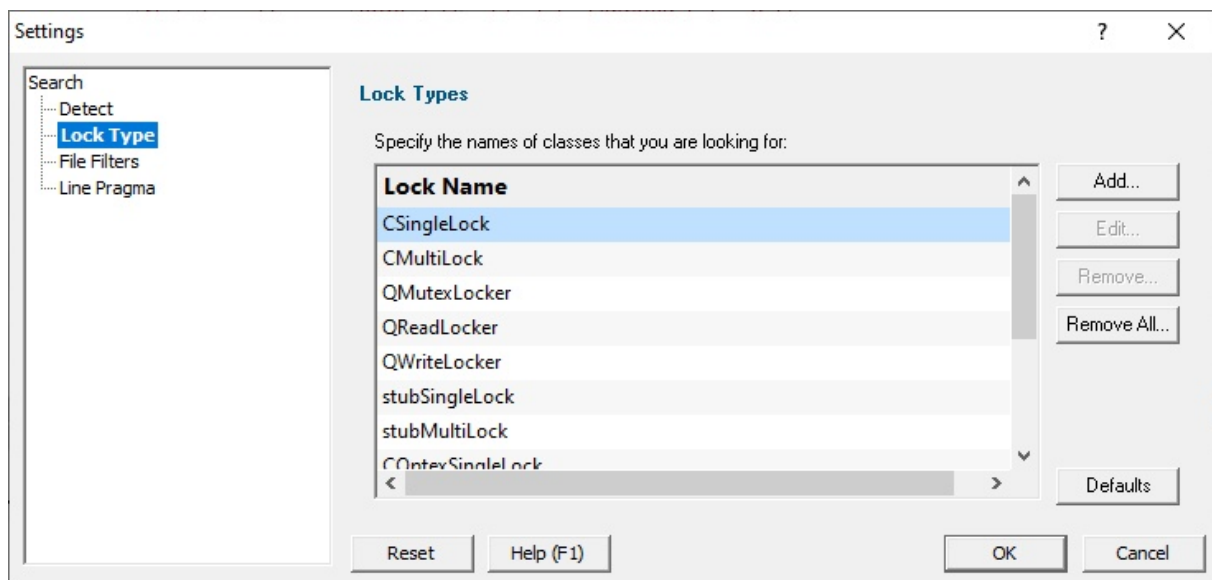 Settings
?
Search
Detect
Lock Type
File Filters
Line Pragma
Lock Types
Specify the names of classes that you are looking for:
Lock Name
CSingleLock
CMultiLock
QMutexLocker
QReadLocker
QWriteLocker
stubSingleLock
stubMultiLock
COptexSingleLock
Add...
Edit...
Remove...
Remove All...
Defaults
Reset
Help (F1)
OK
Cancel